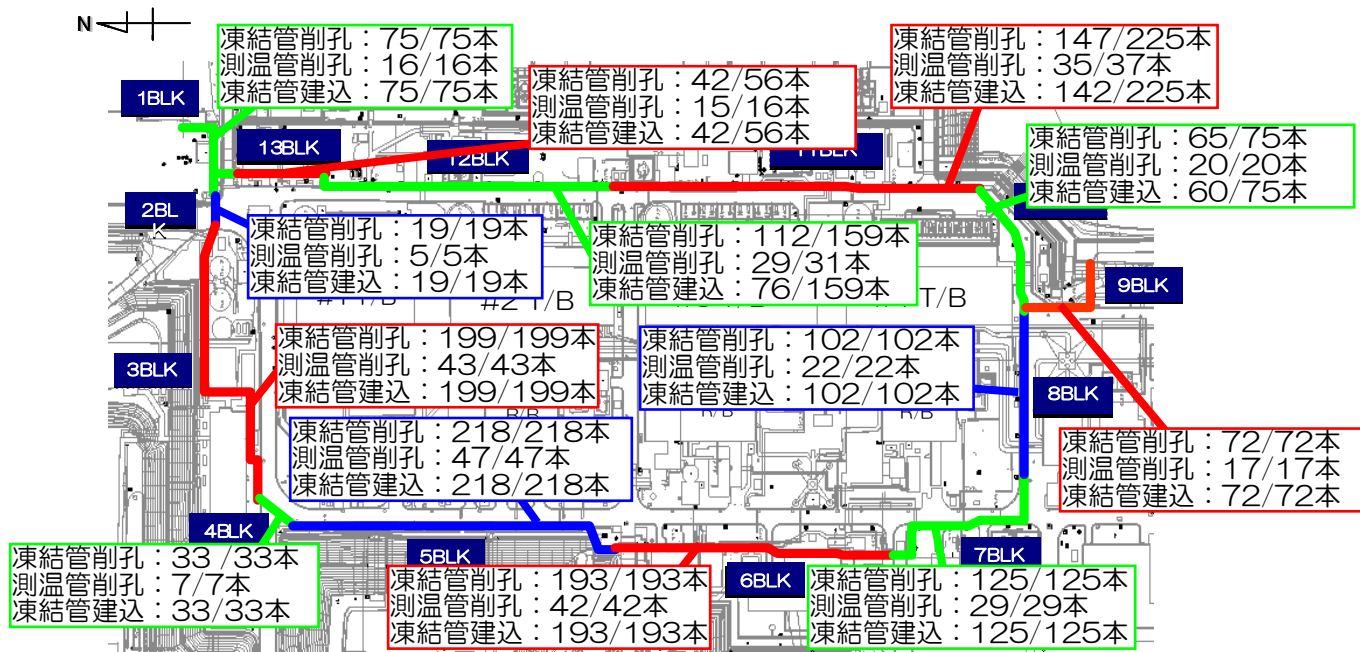 N
凍結管削孔：75/75本
測温管削孔：16/16本
凍結管建込：75/75本
凍結管削孔：147/225本
測温管削孔：35/37本
凍結管建込：142/225本
凍結管削孔：42/56本
測温管削孔：15/16本
凍結管建込：42/56本
1BLK
13BLK
12BLK
11BLK
凍結管削孔：65/75本
測温管削孔：20/20本
凍結管建込：60/75本
2BL
K
凍結管削孔：19/19本
測温管削孔：5/5本
凍結管建込：19/19本
凍結管削孔：112/159本
測温管削孔：29/31本
凍結管建込：76/159本
9BLK
#2 T/B
T/B
凍結管削孔：199/199本
測温管削孔：43/43本
凍結管建込：199/199本
凍結管削孔：102/102本
測温管削孔：22/22本
凍結管建込：102/102本
3BLK
8BLK
R/B
R/B
R/B
凍結管削孔：218/218本
測温管削孔：47/47本
凍結管建込：218/218本
凍結管削孔：72/72本
測温管削孔：17/17本
凍結管建込：72/72本
4BLK
5BLK
6BLK
7BLK
凍結管削孔：33 /33本
測温管削孔：7/7本
凍結管建込：33/33本
凍結管削孔：193/193本
測温管削孔：42/42本
凍結管建込：193/193本
凍結管削孔：125/125本
測温管削孔：29/29本
凍結管建込：125/125本